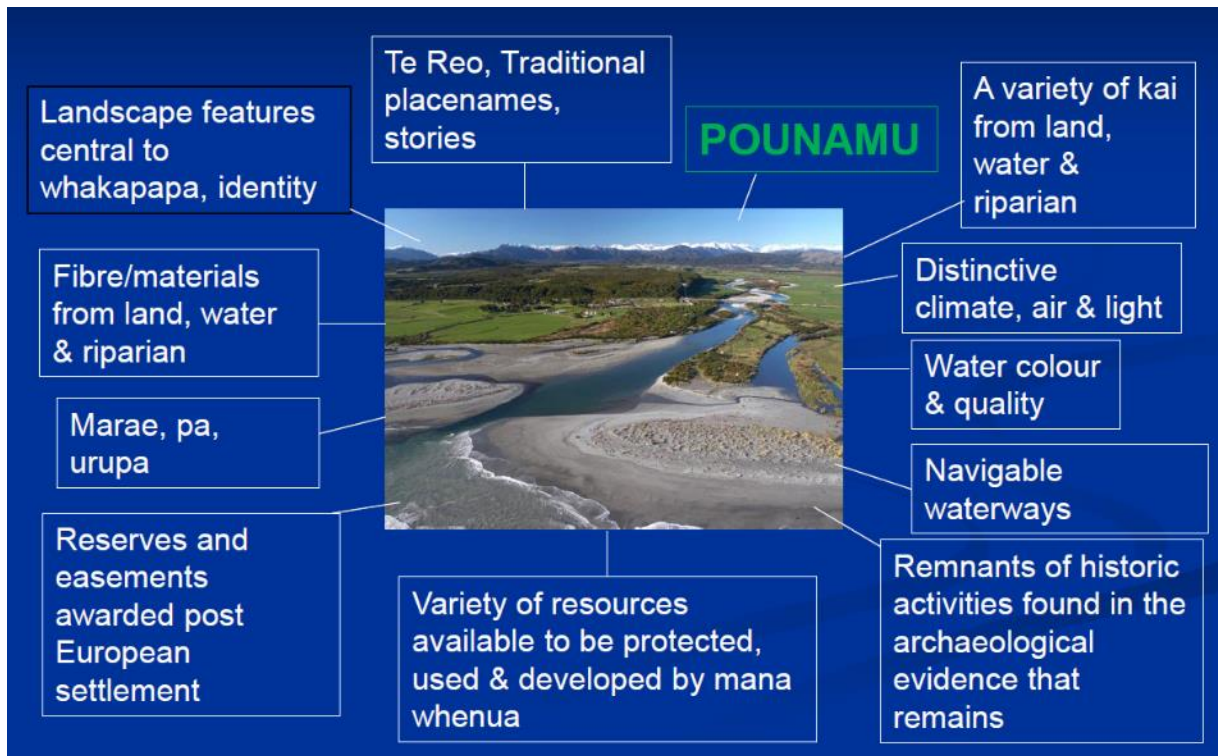 Te Reo, Traditional
placenames,
stories
Landscape features
central to
whakapapa, identity
POUNAMU
A variety of kai
from land,
water &
riparian
Fibre/materials
from land, water
& riparian
Distinctive
climate, air & light
Water colour
& quality
Marae, pa,
urupa
Navigable
waterways
Reserves and
easements
awarded post
European
settlement
Variety of resources
available to be protected,
used & developed by mana
whenua
Remnants of historic
activities found in the
archaeological
evidence that
remains